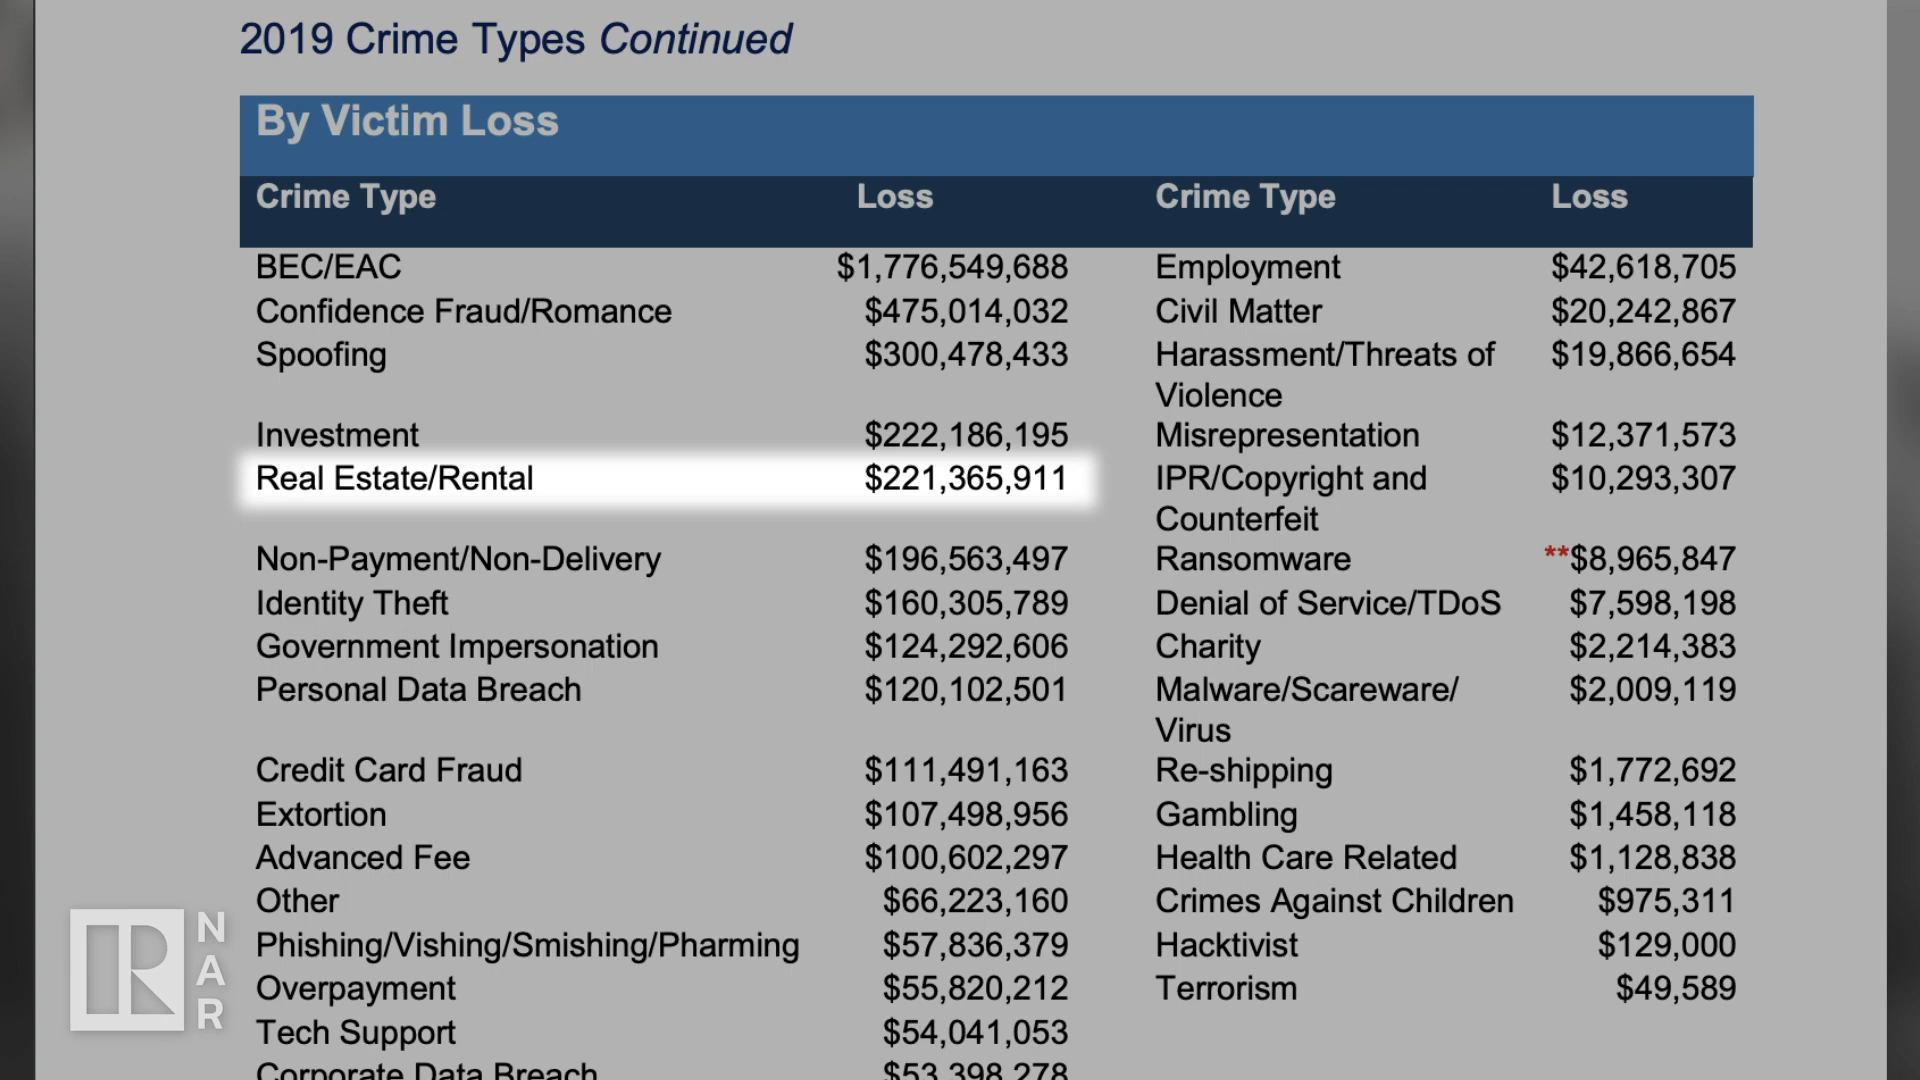 2019 Crime Types Continued
By Victim Loss
Crime Type Loss Crime Type Loss
BEC/EAC $1,776,549,688 Employment $42,618,705
Confidence Fraud/Romance $475,014,032 Civil Matter $20,242,867
Spoofing $300,478,433 Harassment/Threats of $19,866,654
Violence
Investment $222,186,195 Misrepresentation $12,371,573
Real Estate/Rental $221,365,911 IPR/Copyright and $10,293,307
Counterfeit
Non-Payment/Non-Delivery $196,563,497 Ransomware **$8,965,847
Identity Theft $160,305,789 Denial of Service/TDoS $7,598,198
Government Impersonation $124,292,606 Charity $2,214,383
Personal Data Breach $120,102,501 Malware/Scareware/ $2,009,119
Virus
Credit Card Fraud $111,491,163 Re-shipping $1,772,692
Extortion $107,498,956 Gambling $1,458,118
Advanced Fee $100,602,297 Health Care Related $1,128,838
Other $66,223,160 Crimes Against Children $975,311
Phishing/Vishing/Smishing/Pharming $57,836,379 Hacktivist $129,000
Overpayment $55,820,212 Terrorism $49,589
Tech Support $54,041,053
Corporate Data Breach $53,398,278
R NAR